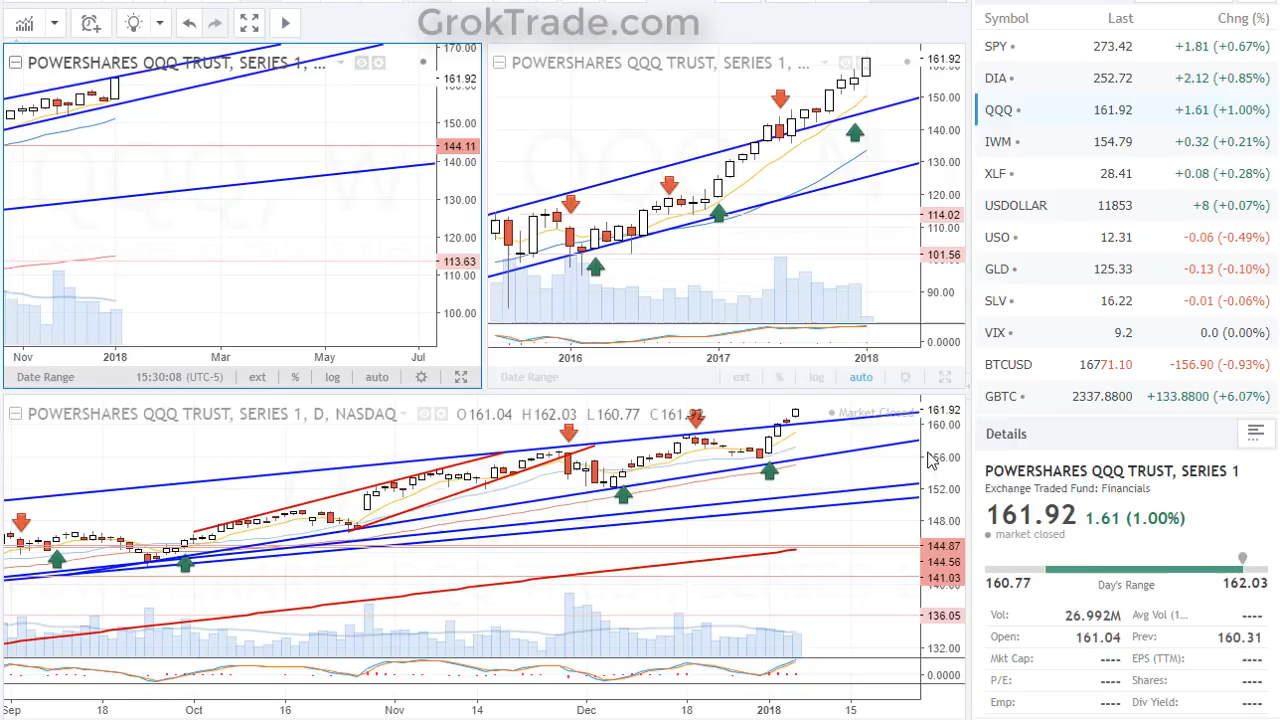 GrokTrade.com
POWERSHARES QQQ TRUST, SERIES 1, ...
170.00
161.92
150.00
144.11
140.00
130.00
120.00
113.63
110.00
100.00
Nov 2018 Mar May Jul
Date Range 15:30:08 (UTC-5) ext % log auto
POWERSHARES QQQ TRUST, SERIES 1, ...
161.92
150.00
140.00
130.00
120.00
114.02
110.00
101.56
90.00
0.0000
2016 2017 2018
Date Range ext % log auto
POWERSHARES QQQ TRUST, SERIES 1, D, NASDAQ O161.04 H162.03 L160.77 C161.92 Market Closed
161.92
160.00
156.00
152.00
148.00
144.87
144.56
141.03
136.05
132.00
0.0000
Sep 18 Oct 16 Nov 14 Dec 18 2018 15
Symbol Last Chng (%)
SPY 273.42 +1.81 (+0.67%)
DIA 252.72 +2.12 (+0.85%)
QQQ 161.92 +1.61 (+1.00%)
IWM 154.79 +0.32 (+0.21%)
XLF 28.41 +0.08 (+0.28%)
USDOLLAR 11853 +8 (+0.07%)
USO 12.31 -0.06 (-0.49%)
GLD 125.33 -0.13 (-0.10%)
SLV 16.22 -0.01 (-0.06%)
VIX 9.2 0.0 (0.00%)
BTCUSD 16771.10 -156.90 (-0.93%)
GBTC 2337.8800 +133.8800 (+6.07%)
Details
POWERSHARES QQQ TRUST, SERIES 1
Exchange Traded Fund: Financials
161.92 1.61 (1.00%)
market closed
160.77 Day's Range 162.03
Vol: 26.992M Avg Vol (1... ----
Open: 161.04 Prev: 160.31
Mkt Cap: ---- EPS (TTM): ----
P/E: ---- Shares: ----
Emp: ---- Div Yield: ----